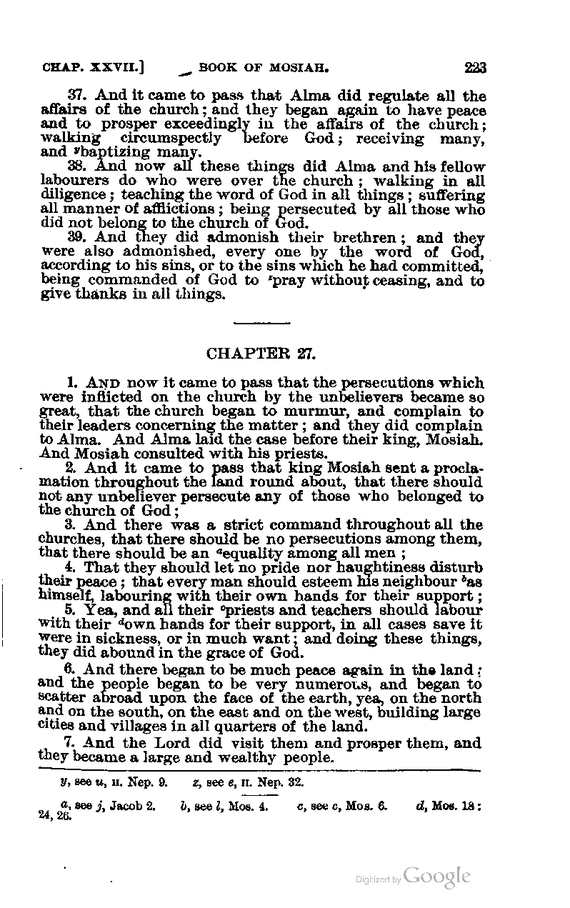 CHAP. XXVII.] BOOK OF MOSIAH. 223
37. And it came to pass that Alma did regulate all the
affairs of the church; and they began again to have peace
and to prosper exceedingly in the affairs of the church;
walking circumspectly before God; receiving many,
and ʸbaptizing many.
38. And now all these things did Alma and his fellow
labourers do who were over the church; walking in all
diligence; teaching the word of God in all things; suffering
all manner of afflictions; being persecuted by all those who
did not belong to the church of God.
39. And they did admonish their brethren; and they
were also admonished, every one by the word of God,
according to his sins, or to the sins which he had committed,
being commanded of God to ᶻpray without ceasing, and to
give thanks in all things.
CHAPTER 27.
1. AND now it came to pass that the persecutions which
were inflicted on the church by the unbelievers became so
great, that the church began to murmur, and complain to
their leaders concerning the matter; and they did complain
to Alma. And Alma laid the case before their king, Mosiah.
And Mosiah consulted with his priests.
2. And it came to pass that king Mosiah sent a procla-
mation throughout the land round about, that there should
not any unbeliever persecute any of those who belonged to
the church of God;
3. And there was a strict command throughout all the
churches, that there should be no persecutions among them,
that there should be an ᵃequality among all men;
4. That they should let no pride nor haughtiness disturb
their peace; that every man should esteem his neighbour ᵇas
himself, labouring with their own hands for their support;
5. Yea, and all their ᶜpriests and teachers should labour
with their ᵈown hands for their support, in all cases save it
were in sickness, or in much want; and doing these things,
they did abound in the grace of God.
6. And there began to be much peace again in the land;
and the people began to be very numerous, and began to
scatter abroad upon the face of the earth, yea, on the north
and on the south, on the east and on the west, building large
cities and villages in all quarters of the land.
7. And the Lord did visit them and prosper them, and
they became a large and wealthy people.
y, see u, II. Nep. 9. z, see e, II. Nep. 32.
a, see j, Jacob 2. b, see l, Mos. 4. c, see c, Mos. 6. d, Mos. 18:
24, 26.
Digitized by Google